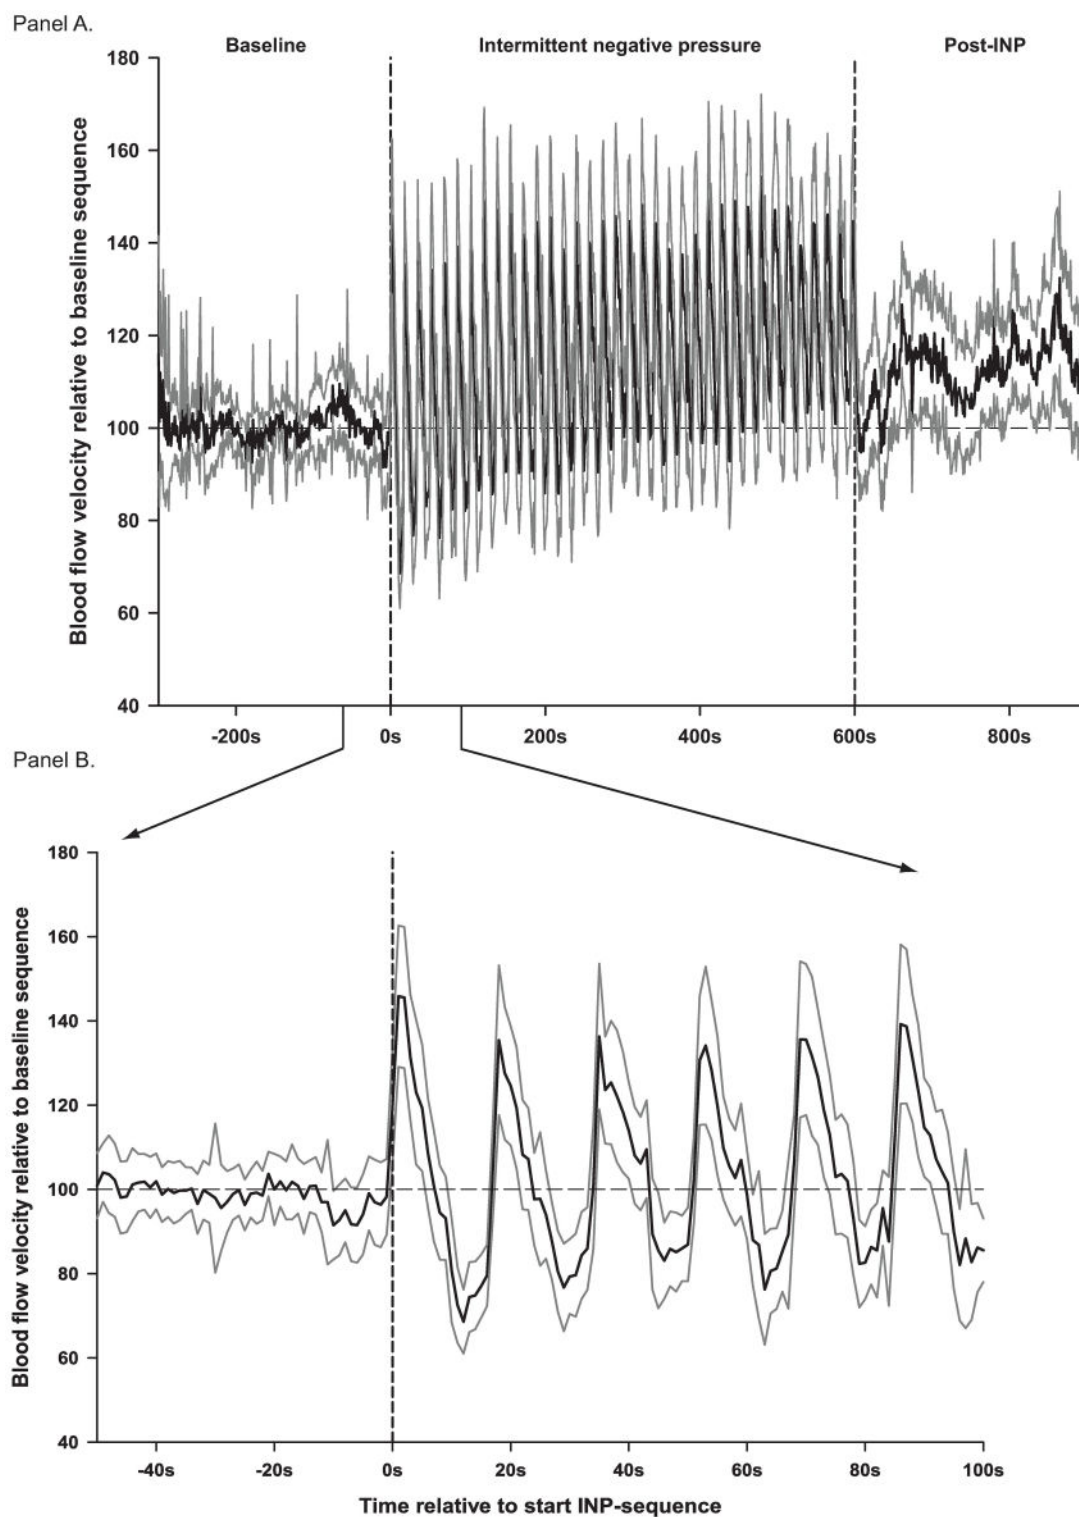 Panel A.
Baseline Intermittent negative pressure Post-INP
Blood flow velocity relative to baseline sequence
180
160
140
120
100
80
60
40
-200s 0s 200s 400s 600s 800s
Panel B.
Blood flow velocity relative to baseline sequence
180
160
140
120
100
80
60
40
-40s -20s 0s 20s 40s 60s 80s 100s
Time relative to start INP-sequence